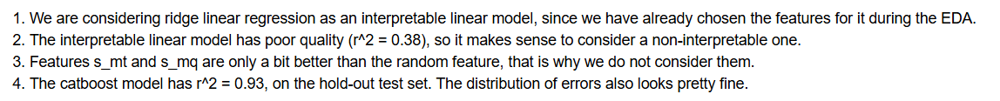 1. We are considering ridge linear regression as an interpretable linear model, since we have already chosen the features for it during the EDA.
2. The interpretable linear model has poor quality (r^2 = 0.38), so it makes sense to consider a non-interpretable one.
3. Features s_mt and s_mq are only a bit better than the random feature, that is why we do not consider them.
4. The catboost model has r^2 = 0.93, on the hold-out test set. The distribution of errors also looks pretty fine.